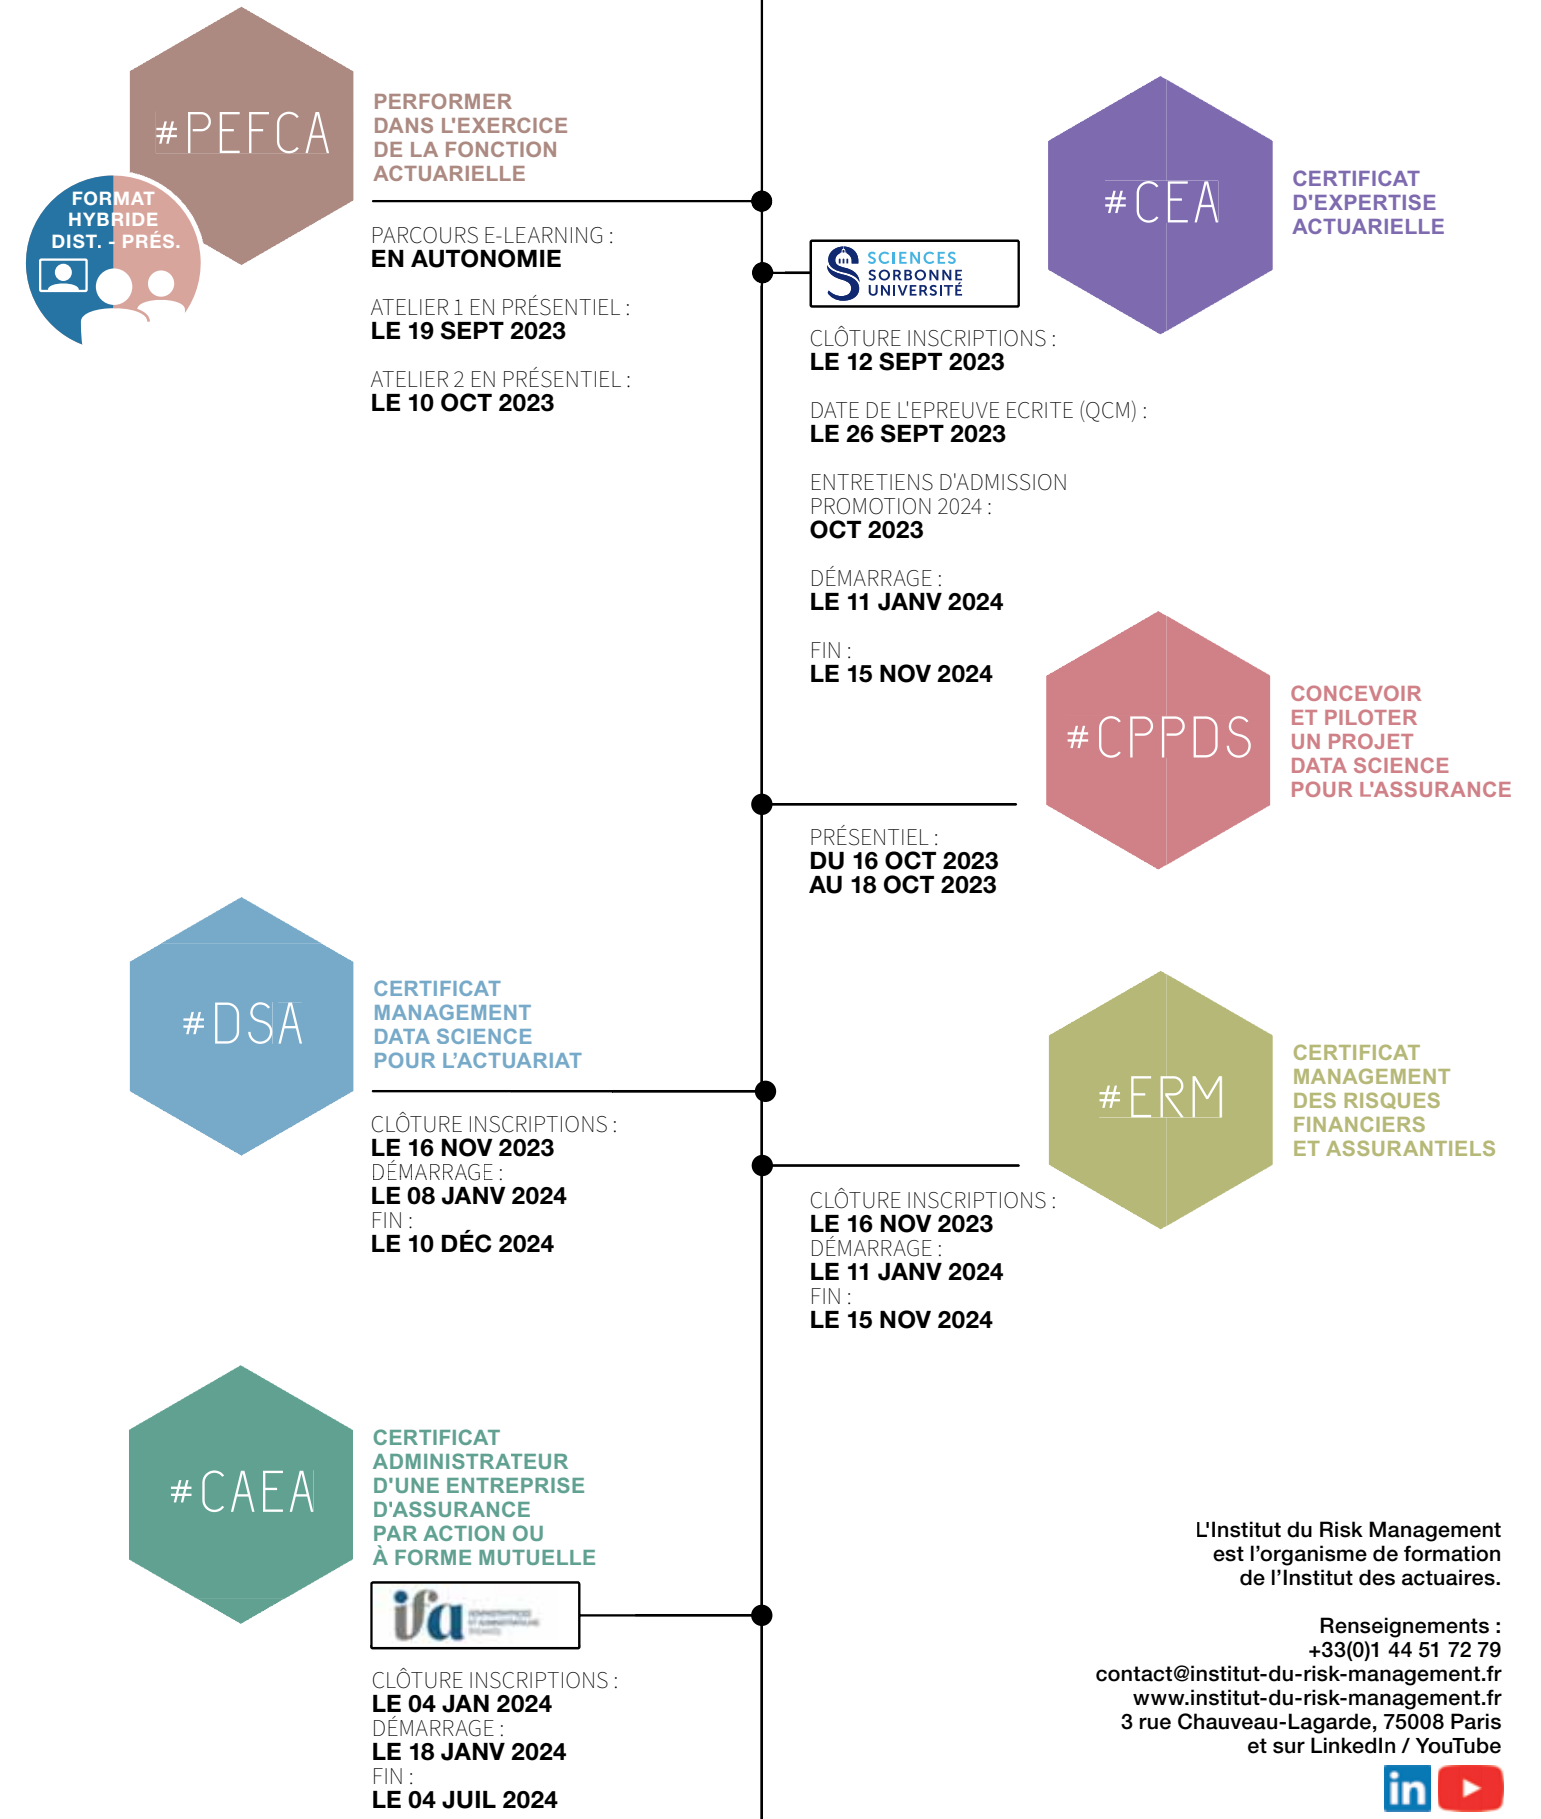 #PEFCA
PERFORMER
DANS L'EXERCICE
DE LA FONCTION
ACTUARIELLE
FORMAT
HYBRIDE
DIST. - PRÉS.
PARCOURS E-LEARNING :
EN AUTONOMIE
ATELIER 1 EN PRÉSENTIEL :
LE 19 SEPT 2023
ATELIER 2 EN PRÉSENTIEL :
LE 10 OCT 2023
#CEA
CERTIFICAT
D'EXPERTISE
ACTUARIELLE
SCIENCES
SORBONNE
UNIVERSITÉ
CLÔTURE INSCRIPTIONS :
LE 12 SEPT 2023
DATE DE L'EPREUVE ECRITE (QCM) :
LE 26 SEPT 2023
ENTRETIENS D'ADMISSION
PROMOTION 2024 :
OCT 2023
DÉMARRAGE :
LE 11 JANV 2024
FIN :
LE 15 NOV 2024
#CPPDS
CONCEVOIR
ET PILOTER
UN PROJET
DATA SCIENCE
POUR L'ASSURANCE
PRÉSENTIEL :
DU 16 OCT 2023
AU 18 OCT 2023
#DSA
CERTIFICAT
MANAGEMENT
DATA SCIENCE
POUR L’ACTUARIAT
CLÔTURE INSCRIPTIONS :
LE 16 NOV 2023
DÉMARRAGE :
LE 08 JANV 2024
FIN :
LE 10 DÉC 2024
#ERM
CERTIFICAT
MANAGEMENT
DES RISQUES
FINANCIERS
ET ASSURANTIELS
CLÔTURE INSCRIPTIONS :
LE 16 NOV 2023
DÉMARRAGE :
LE 11 JANV 2024
FIN :
LE 15 NOV 2024
#CAEA
CERTIFICAT
ADMINISTRATEUR
D'UNE ENTREPRISE
D'ASSURANCE
PAR ACTION OU
À FORME MUTUELLE
ifa
CLÔTURE INSCRIPTIONS :
LE 04 JAN 2024
DÉMARRAGE :
LE 18 JANV 2024
FIN :
LE 04 JUIL 2024
L'Institut du Risk Management
est l’organisme de formation
de l’Institut des actuaires.
Renseignements :
+33(0)1 44 51 72 79
contact@institut-du-risk-management.fr
www.institut-du-risk-management.fr
3 rue Chauveau-Lagarde, 75008 Paris
et sur LinkedIn / YouTube
in